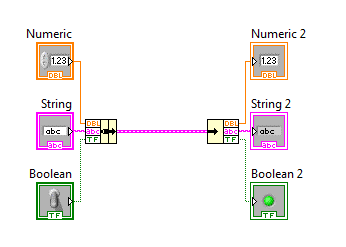 Numeric
Numeric 2
1.23
DBL
1.23
DBL
String
String 2
DBL
abc
TF
DBL
abc
TF
abc
abc
abc
abc
Boolean
Boolean 2
TF
TF